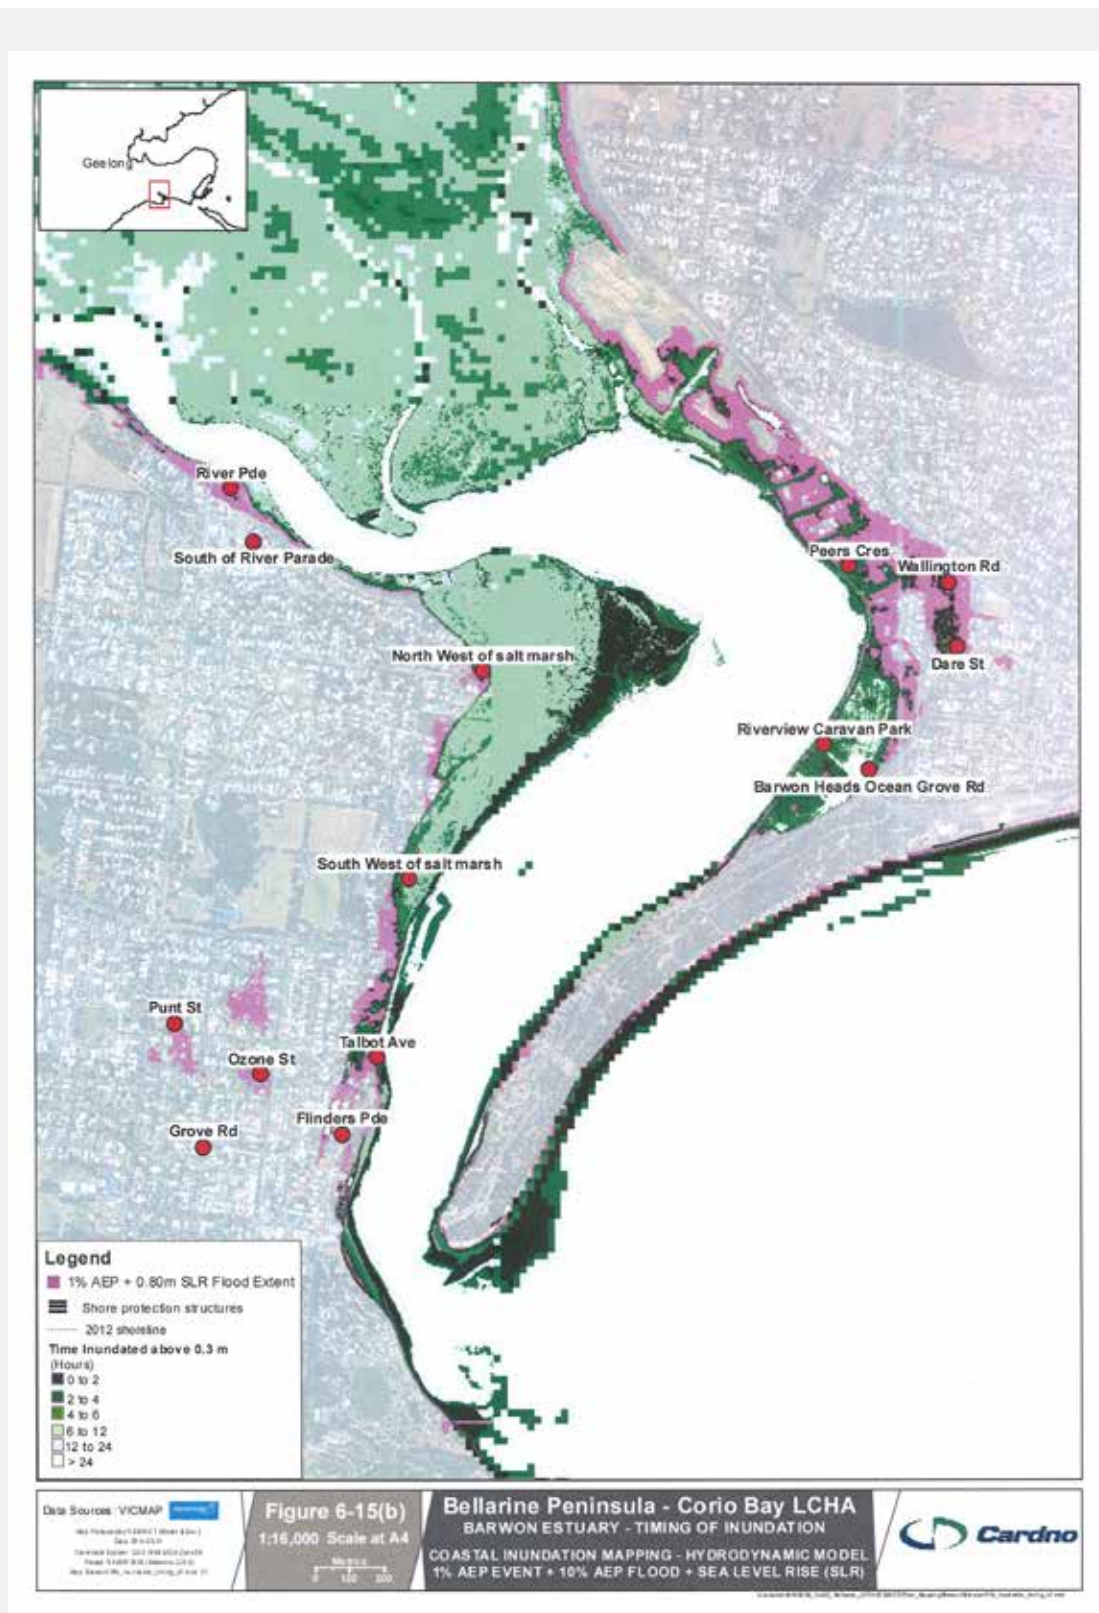 Geelong
River Pde
South of River Parade
Peers Cres
Wallington Rd
North West of salt marsh
Dare St
Riverview Caravan Park
Barwon Heads Ocean Grove Rd
South West of salt marsh
Punt St
Talbot Ave
Ozone St
Flinders Pde
Grove Rd
Legend
1% AEP + 0.80m SLR Flood Extent
Shore protection structures
2012 shoreline
Time Inundated above 0.3 m
(Hours)
0 to 2
2 to 4
4 to 6
6 to 12
12 to 24
> 24
Data Sources: VICMAP
Figure 6-15(b)
1:16,000 Scale at A4
Metres
0 100 200
Bellarine Peninsula - Corio Bay LCHA
BARWON ESTUARY - TIMING OF INUNDATION
COASTAL INUNDATION MAPPING - HYDRODYNAMIC MODEL
1% AEP EVENT + 10% AEP FLOOD + SEA LEVEL RISE (SLR)
Cardno